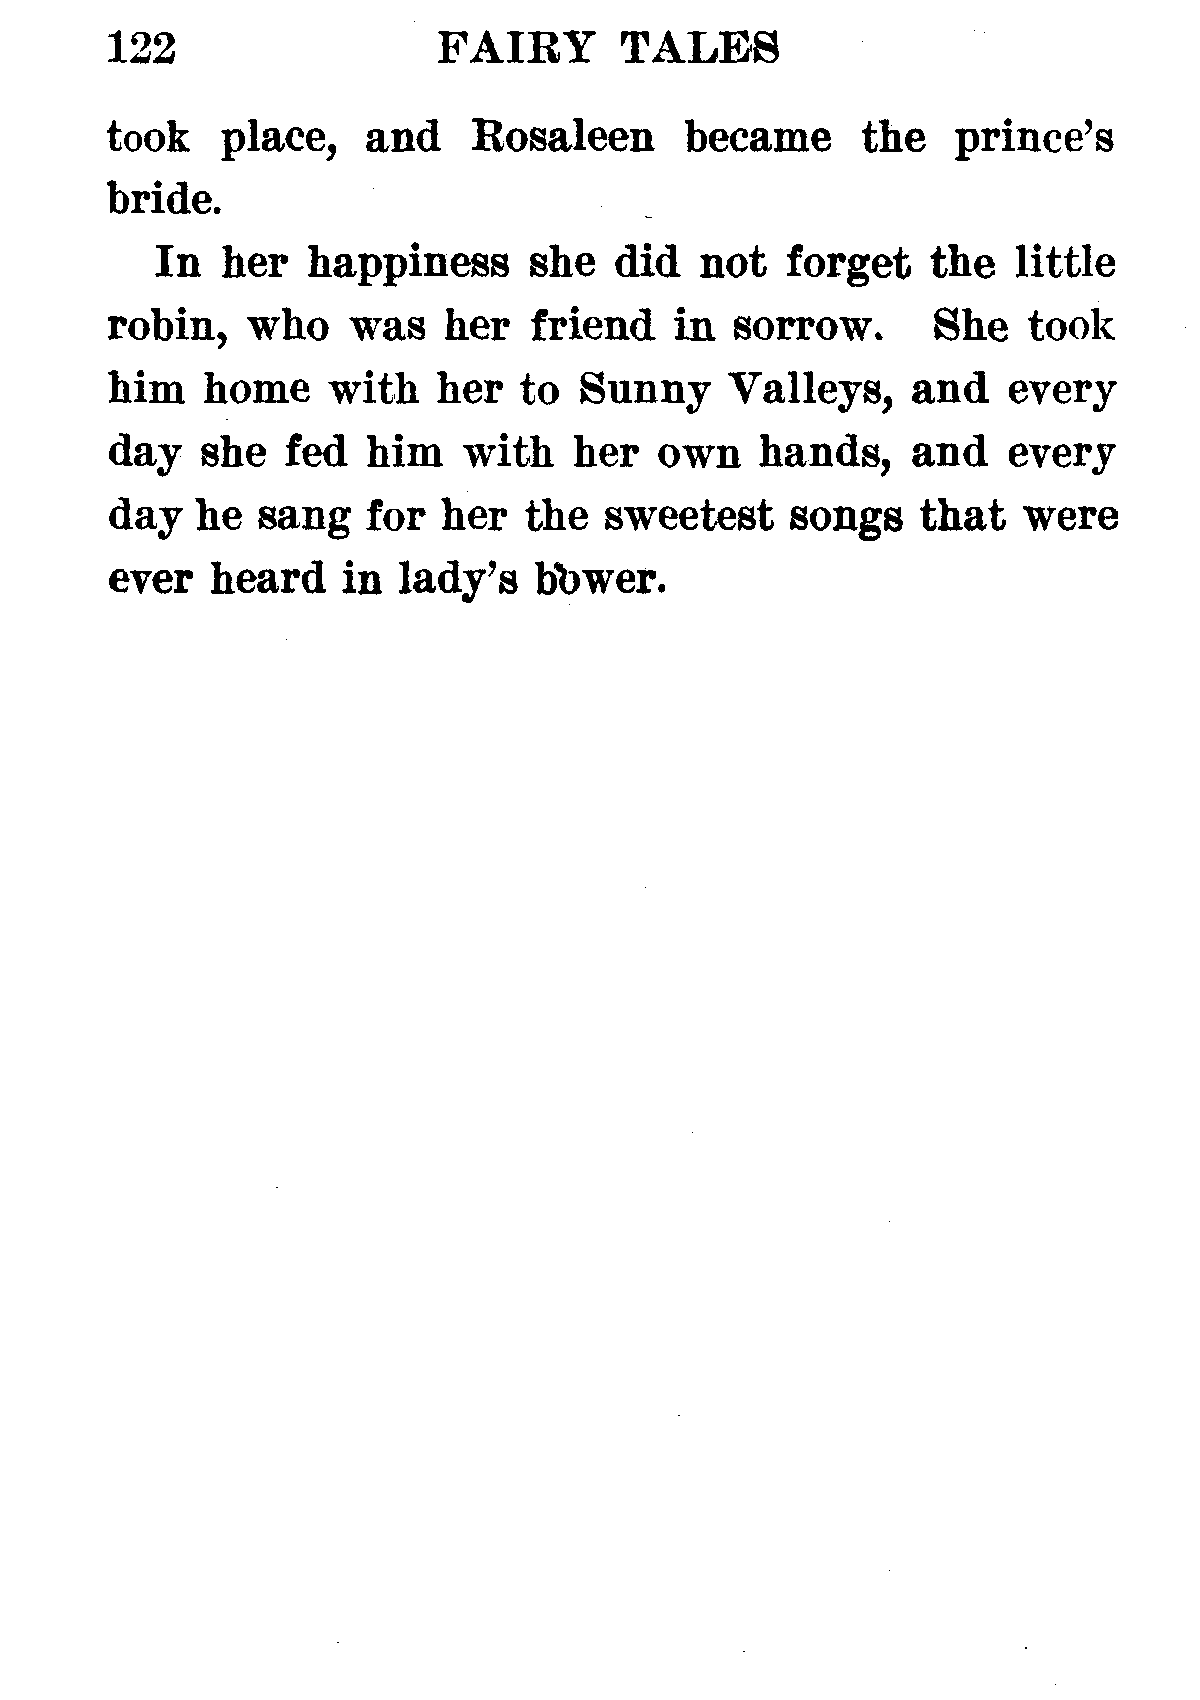 122 FAIRY TALES
took place, and Rosaleen became the prince's
bride.
In her happiness she did not forget the little
robin, who was her friend in sorrow. She took
him home with her to Sunny Valleys, and every
day she fed him with her own hands, and every
day he sang for her the sweetest songs that were
ever heard in lady's bower.